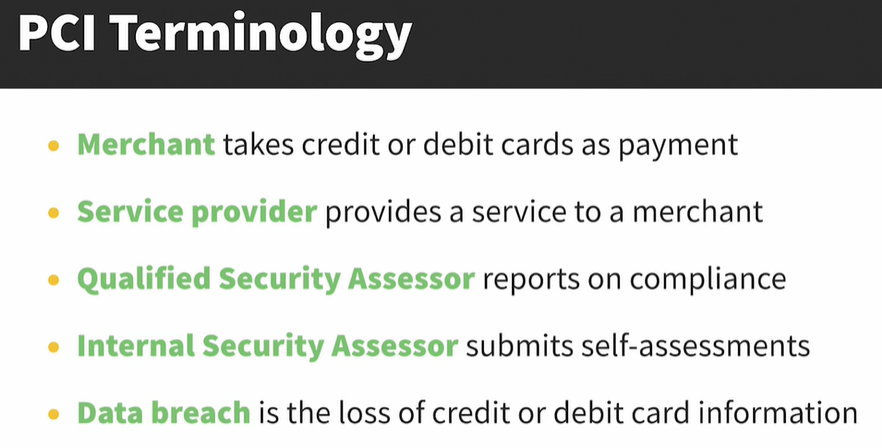 PCI Terminology
• Merchant takes credit or debit cards as payment
• Service provider provides a service to a merchant
• Qualified Security Assessor reports on compliance
• Internal Security Assessor submits self-assessments
• Data breach is the loss of credit or debit card information